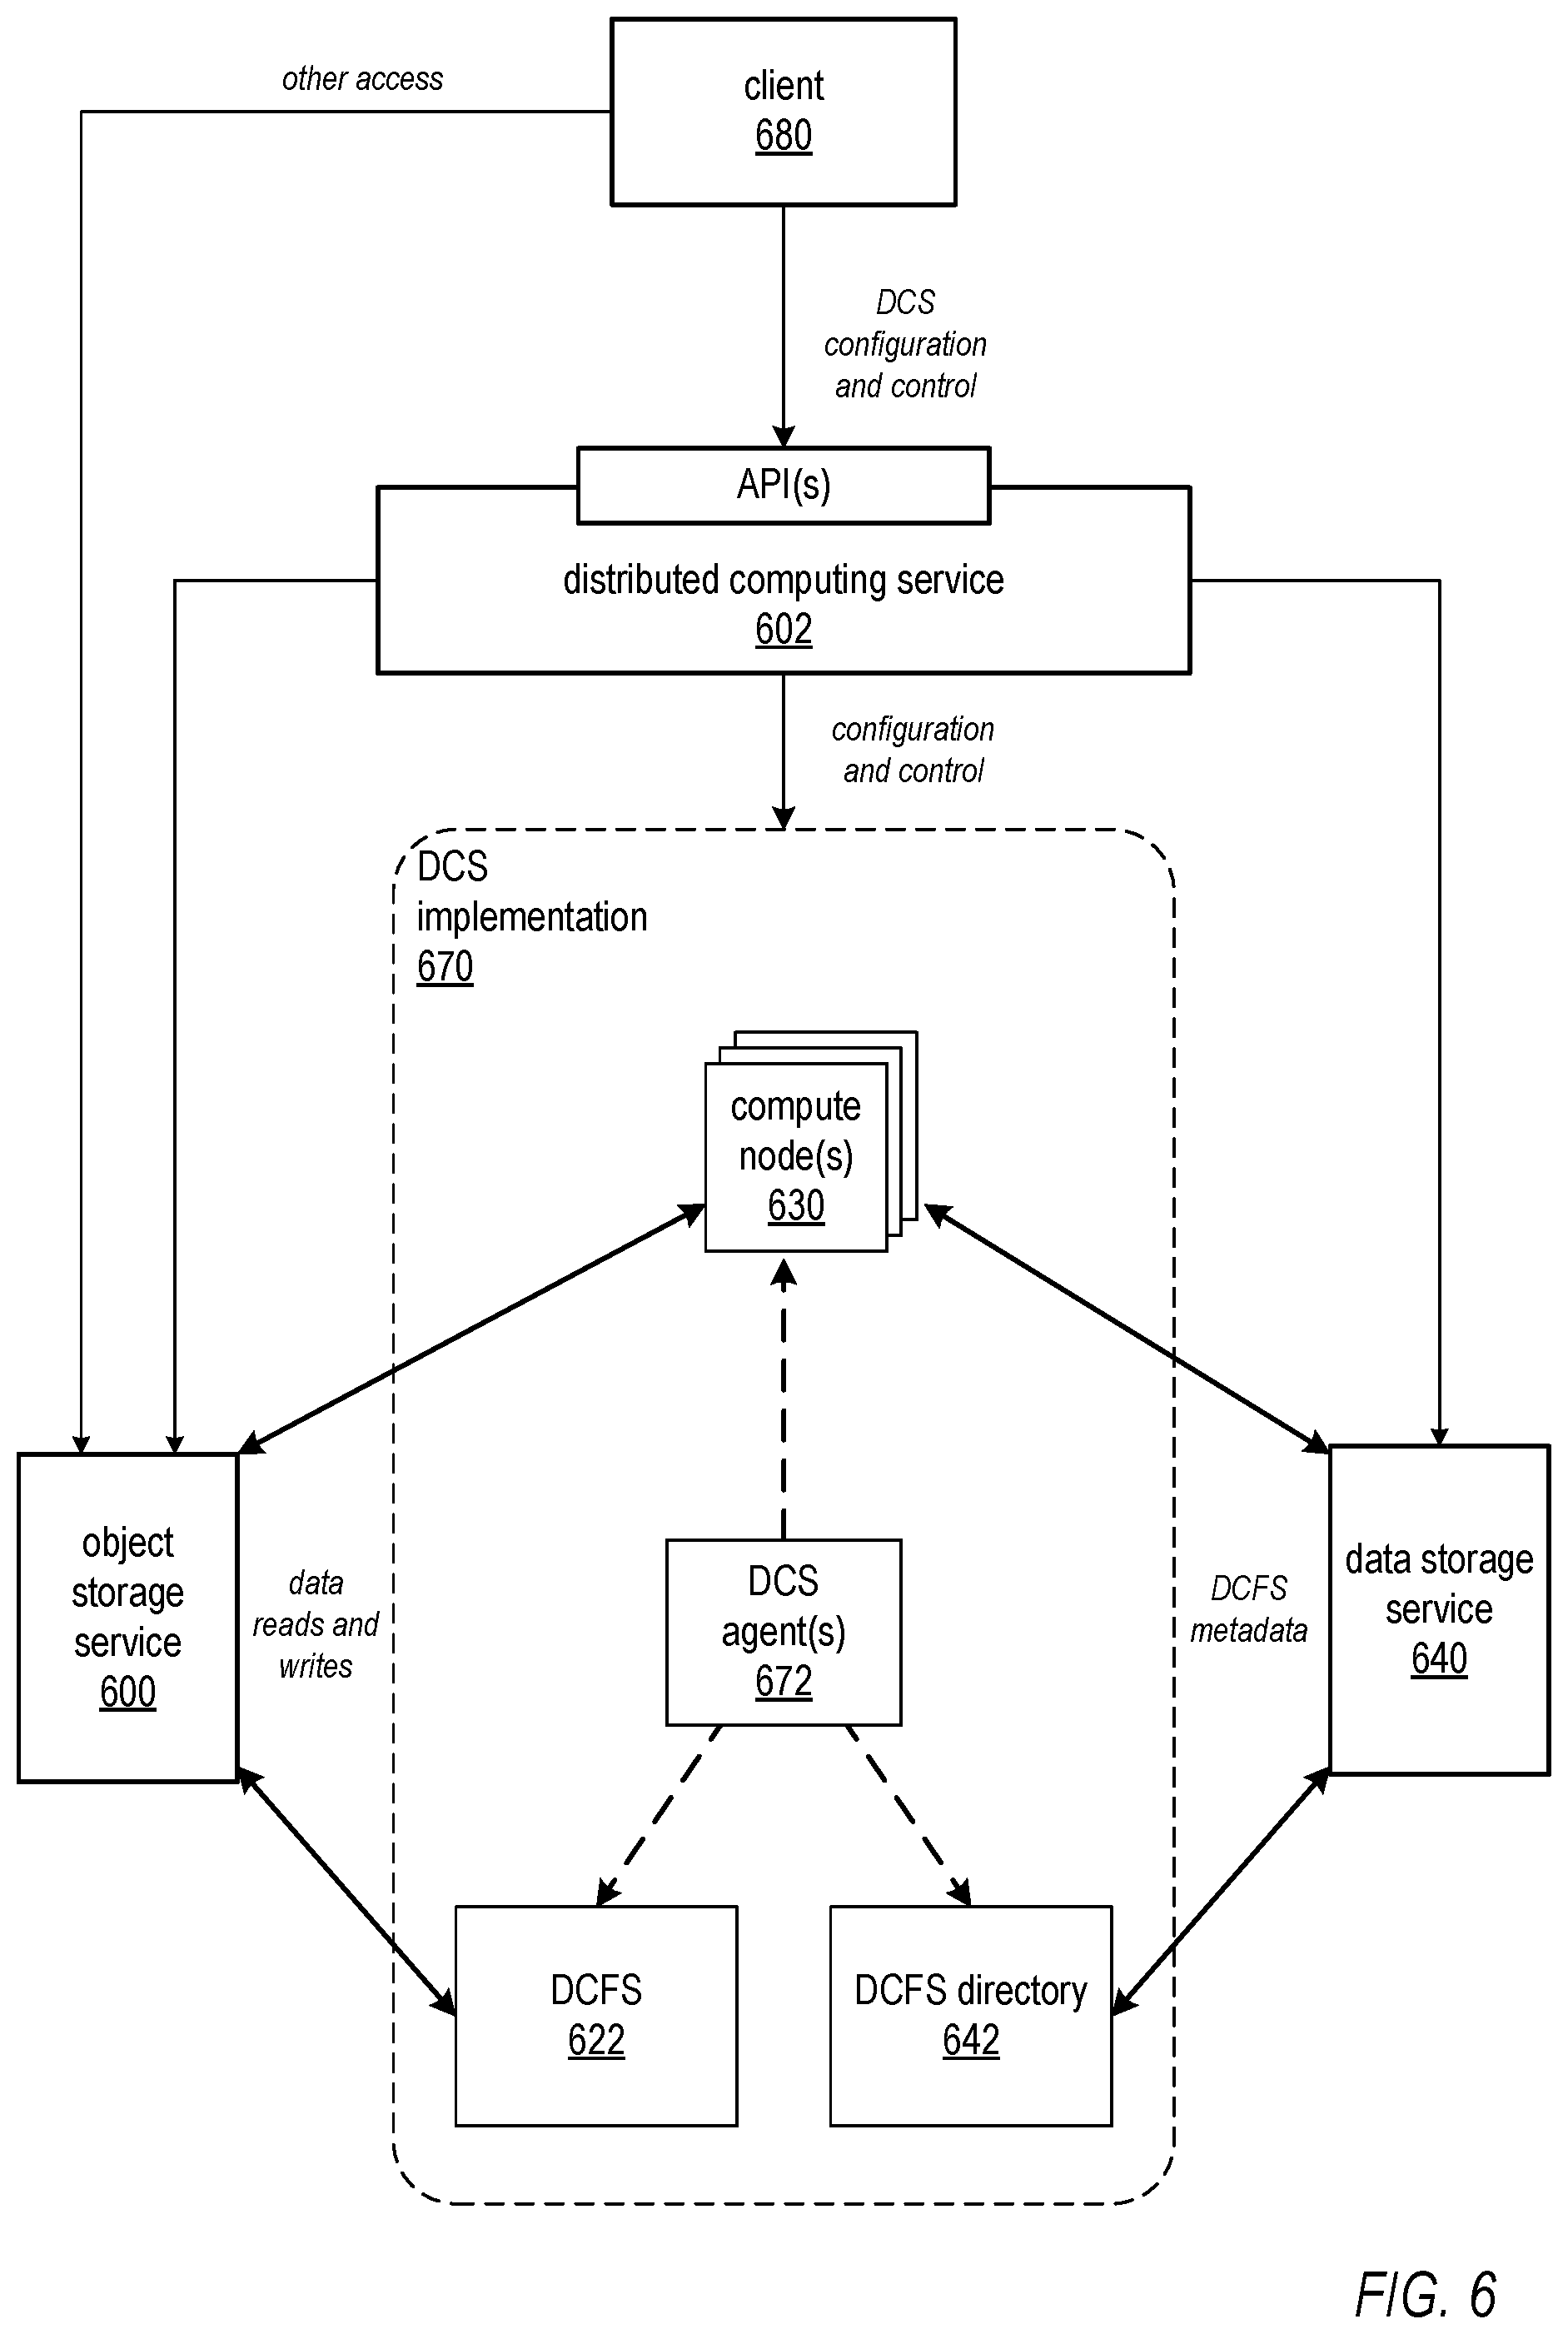 other access
client
680
DCS
configuration
and control
API(s)
distributed computing service
602
configuration
and control
DCS
implementation
670
compute
node(s)
630
object
storage
service
600
data
reads and
writes
DCS
agent(s)
672
DCFS
metadata
data storage
service
640
DCFS
622
DCFS directory
642
FIG. 6